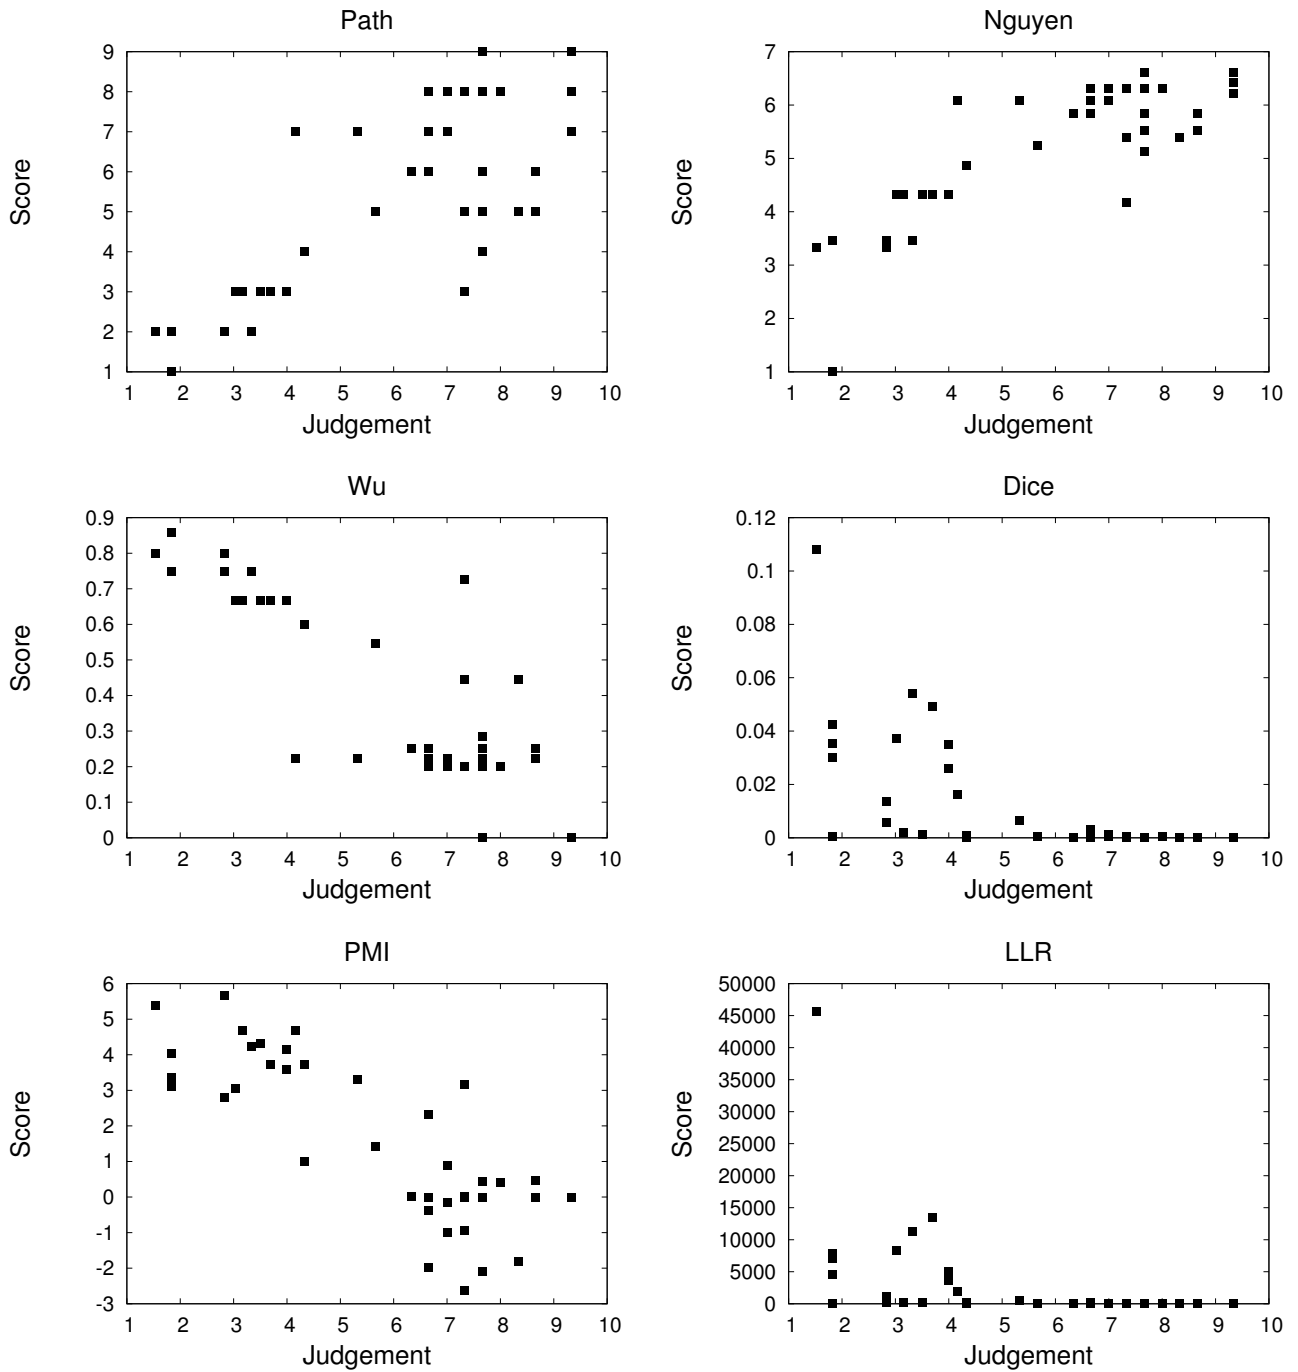 Path
9
8
7
6
5
4
3
2
1
1 2 3 4 5 6 7 8 9 10
Score
Judgement
Nguyen
7
6
5
4
3
2
1
1 2 3 4 5 6 7 8 9 10
Score
Judgement
Wu
0.9
0.8
0.7
0.6
0.5
0.4
0.3
0.2
0.1
0
1 2 3 4 5 6 7 8 9 10
Score
Judgement
Dice
0.12
0.1
0.08
0.06
0.04
0.02
0
1 2 3 4 5 6 7 8 9 10
Score
Judgement
PMI
6
5
4
3
2
1
0
-1
-2
-3
1 2 3 4 5 6 7 8 9 10
Score
Judgement
LLR
50000
45000
40000
35000
30000
25000
20000
15000
10000
5000
0
1 2 3 4 5 6 7 8 9 10
Score
Judgement